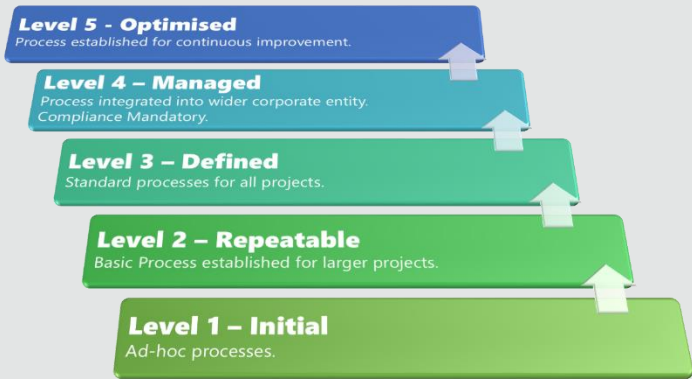 Level 5 - Optimised
Process established for continuous improvement.
Level 4 – Managed
Process integrated into wider corporate entity.
Compliance Mandatory.
Level 3 – Defined
Standard processes for all projects.
Level 2 – Repeatable
Basic Process established for larger projects.
Level 1 – Initial
Ad-hoc processes.